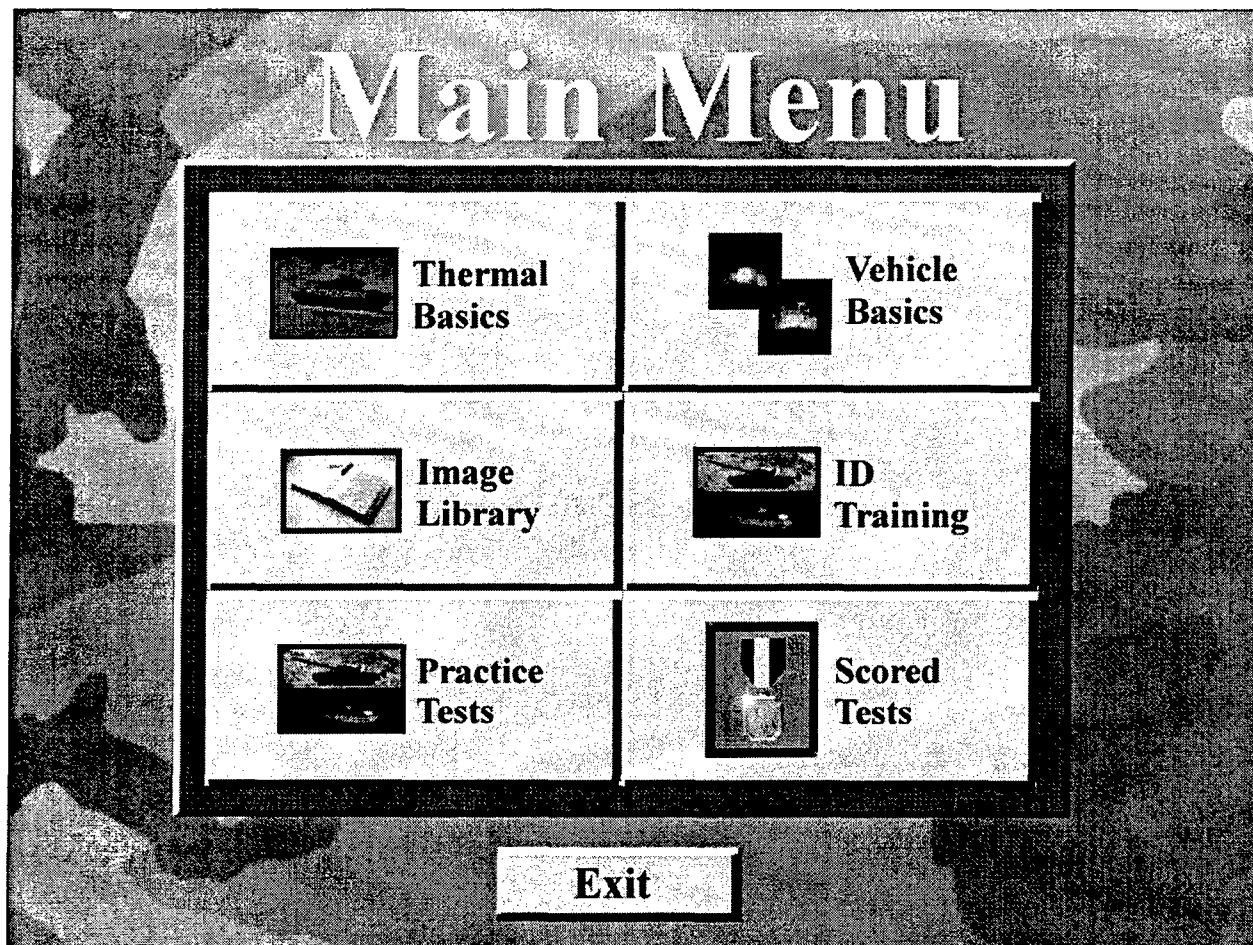 Main Menu
Thermal
Basics
Vehicle
Basics
Image
Library
ID
Training
Practice
Tests
Scored
Tests
Exit